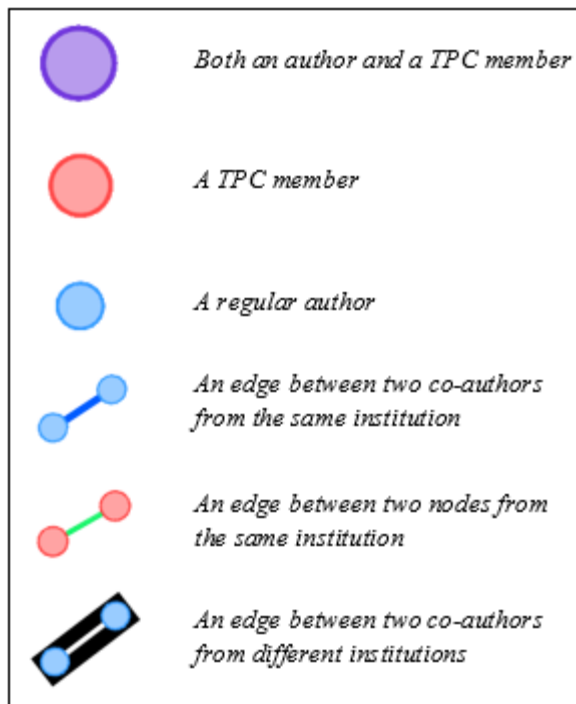 Both an author and a TPC member
A TPC member
A regular author
An edge between two co-authors
from the same institution
An edge between two nodes from
the same institution
An edge between two co-authors
from different institutions